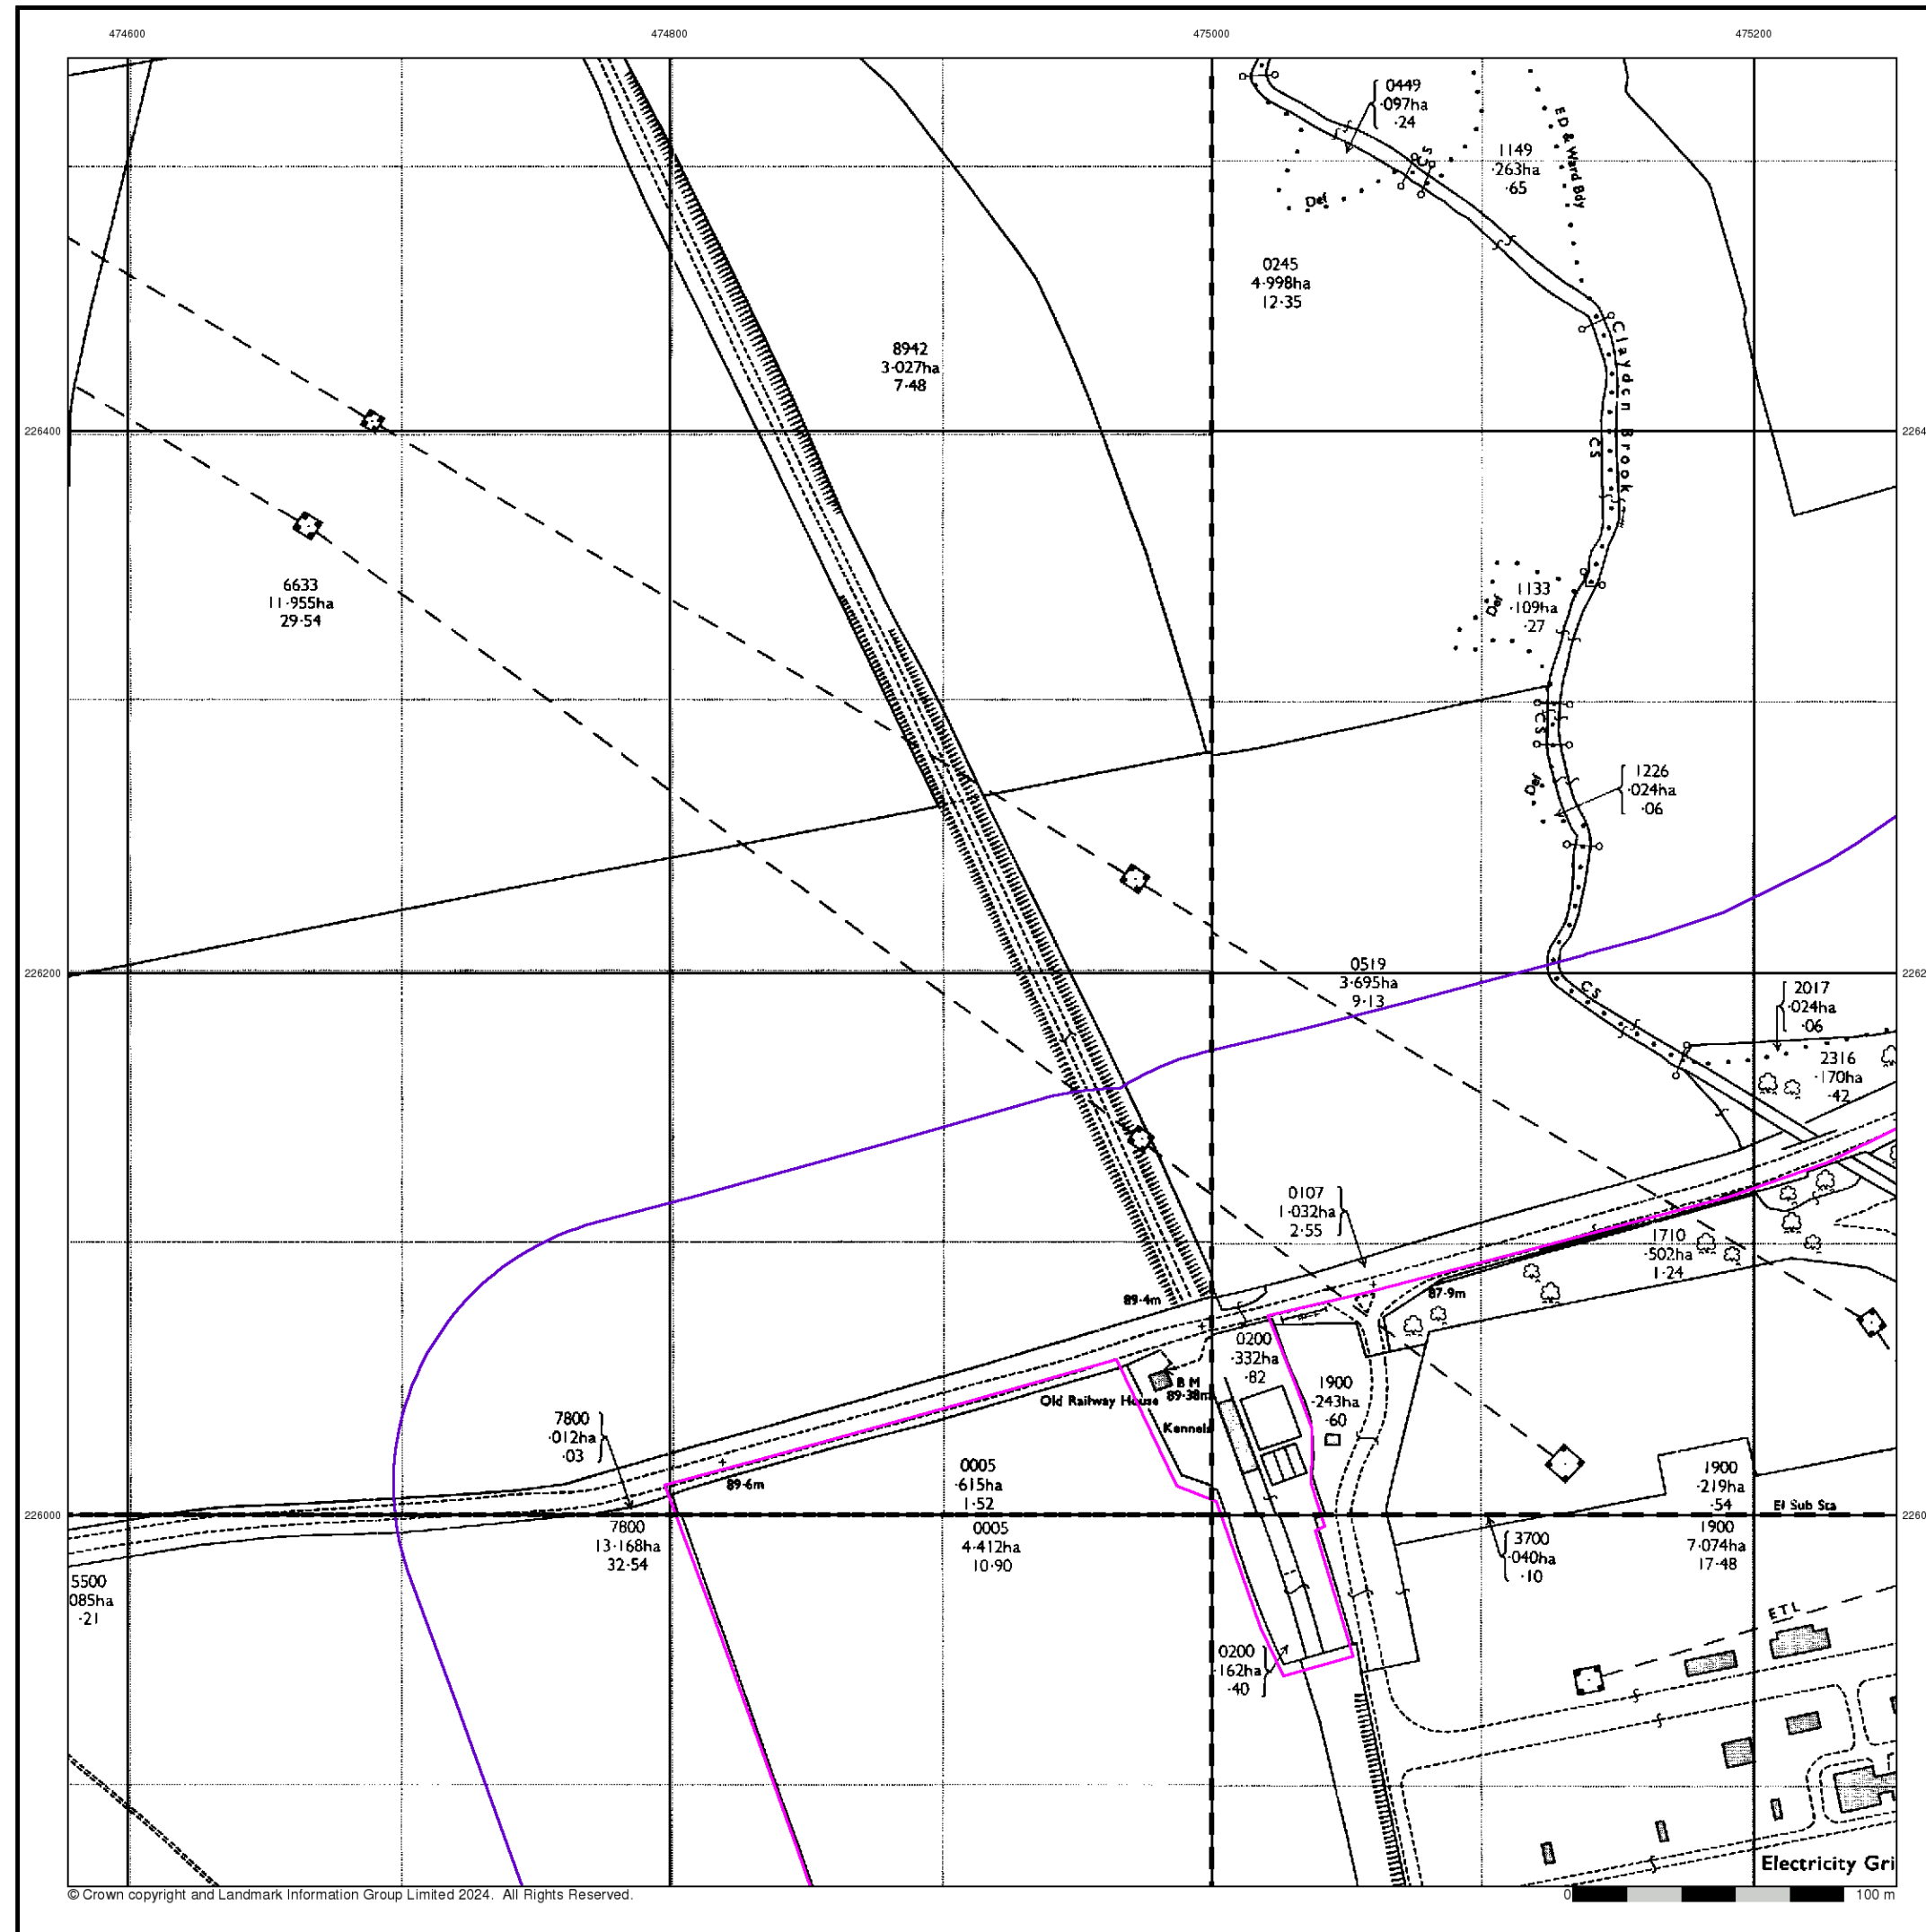 474600
474800
475000
475200
0449
·097ha
·24
1149
·263ha
·65
ED & Ward Bdy
CS
Def
0245
4·998ha
12·35
Claydon Brook
8942
3·027ha
7·48
226400
2264
CS
6633
11·955ha
29·54
1133
·109ha
·27
Def
CS
1226
·024ha
·06
Def
226200
2262
0519
3·695ha
9·13
CS
2017
·024ha
·06
2316
·170ha
·42
0107
1·032ha
2·55
1710
·502ha
1·24
89·4m
87·9m
0200
·332ha
·82
B M
89·38m
Old Railway House
1900
·243ha
·60
Kennels
7800
·012ha
·03
0005
·615ha
1·52
89·6m
1900
·219ha
·54
El Sub Sta
226000
2260
7800
13·168ha
32·54
0005
4·412ha
10·90
3700
·040ha
·10
1900
7·074ha
17·48
5500
085ha
·21
ETL
0200
·162ha
·40
Electricity Gri
© Crown copyright and Landmark Information Group Limited 2024. All Rights Reserved.
0
100 m